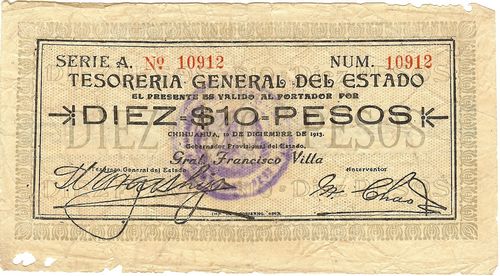 SERIE A. Nº 10912 NUM. 10912
TESORERIA GENERAL DEL ESTADO
EL PRESENTE ES VALIDO AL PORTADOR POR
DIEZ-$10-PESOS
CHIHUAHUA, 10 DE DICIEMBRE DE 1913.
Gobernador Provisional del Estado,
Gral. Francisco Villa
Tesorero General del Estado Interventor
M. Chao